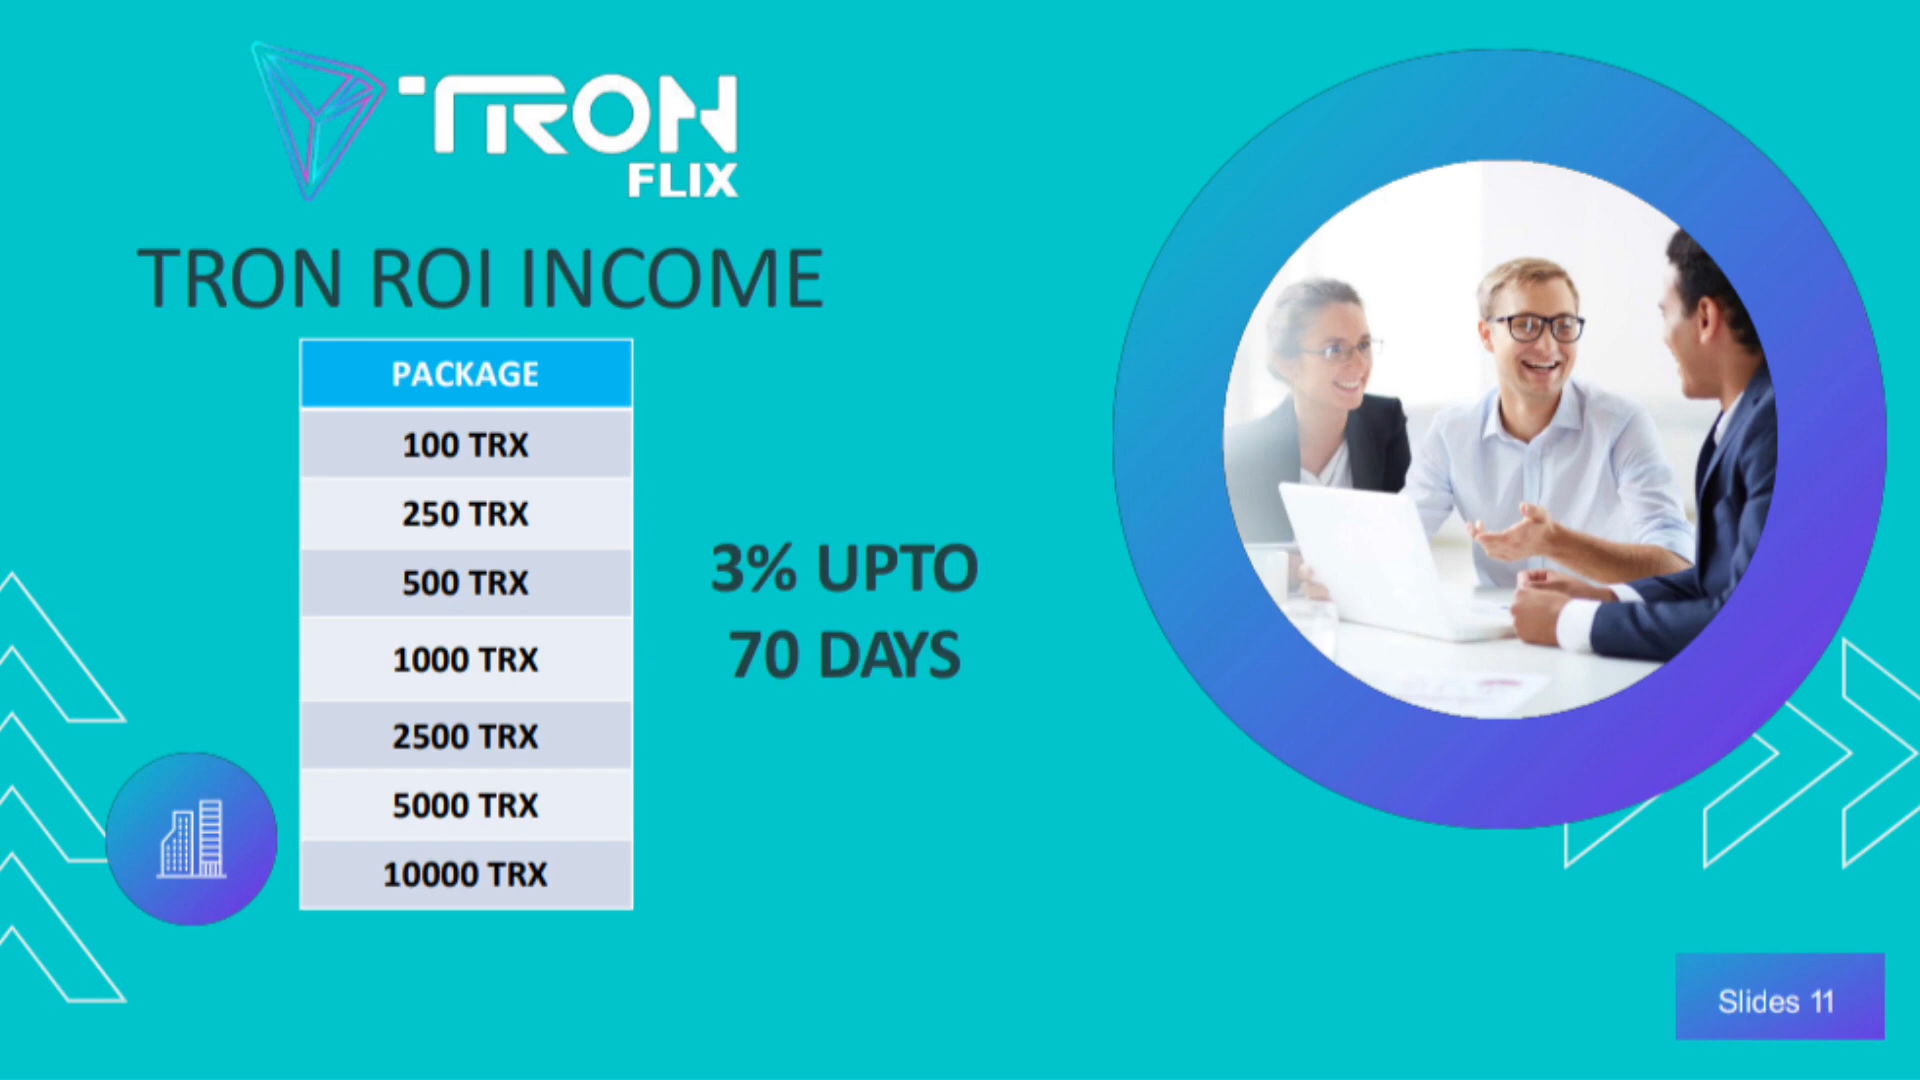 TRON
FLIX
TRON ROI INCOME
PACKAGE
100 TRX
250 TRX
500 TRX
1000 TRX
2500 TRX
5000 TRX
10000 TRX
3% UPTO
70 DAYS
Slides 11